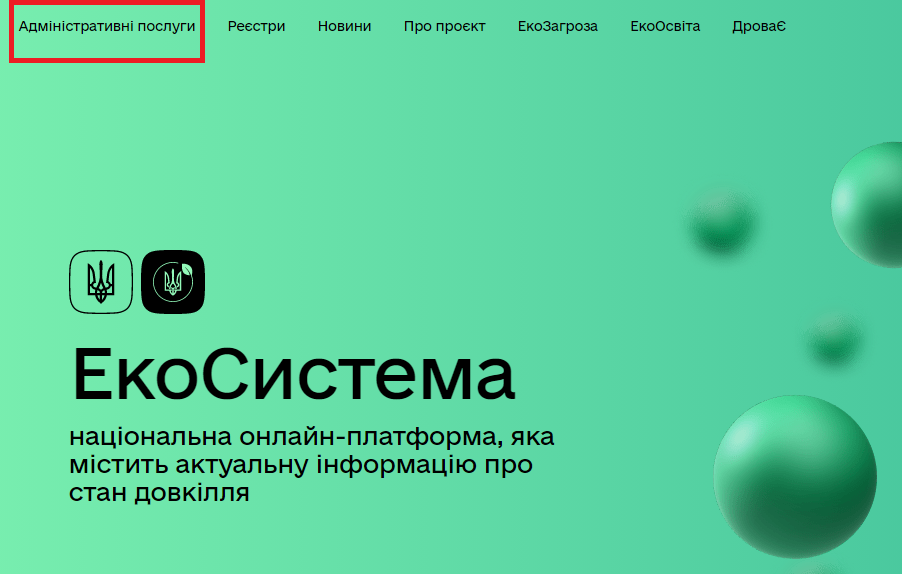 Адміністративні послуги Реєстри Новини Про проєкт ЕкоЗагроза ЕкоОсвіта ДроваЄ
ЕкоСистема
національна онлайн-платформа, яка
містить актуальну інформацію про
стан довкілля